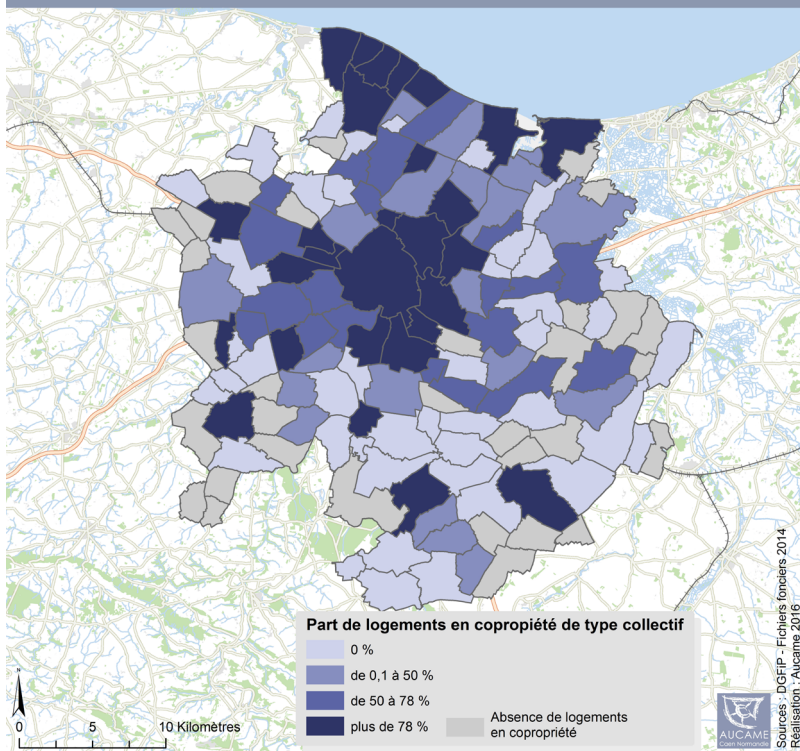 Part de logements en copropiété de type collectif
0 %
de 0,1 à 50 %
de 50 à 78 %
plus de 78 %
Absence de logements
en copropriété
N
0 5 10 Kilomètres
AUCAME
Caen Normandie
Sources : DGFiP - Fichiers fonciers 2014
Réalisation : Aucame 2016